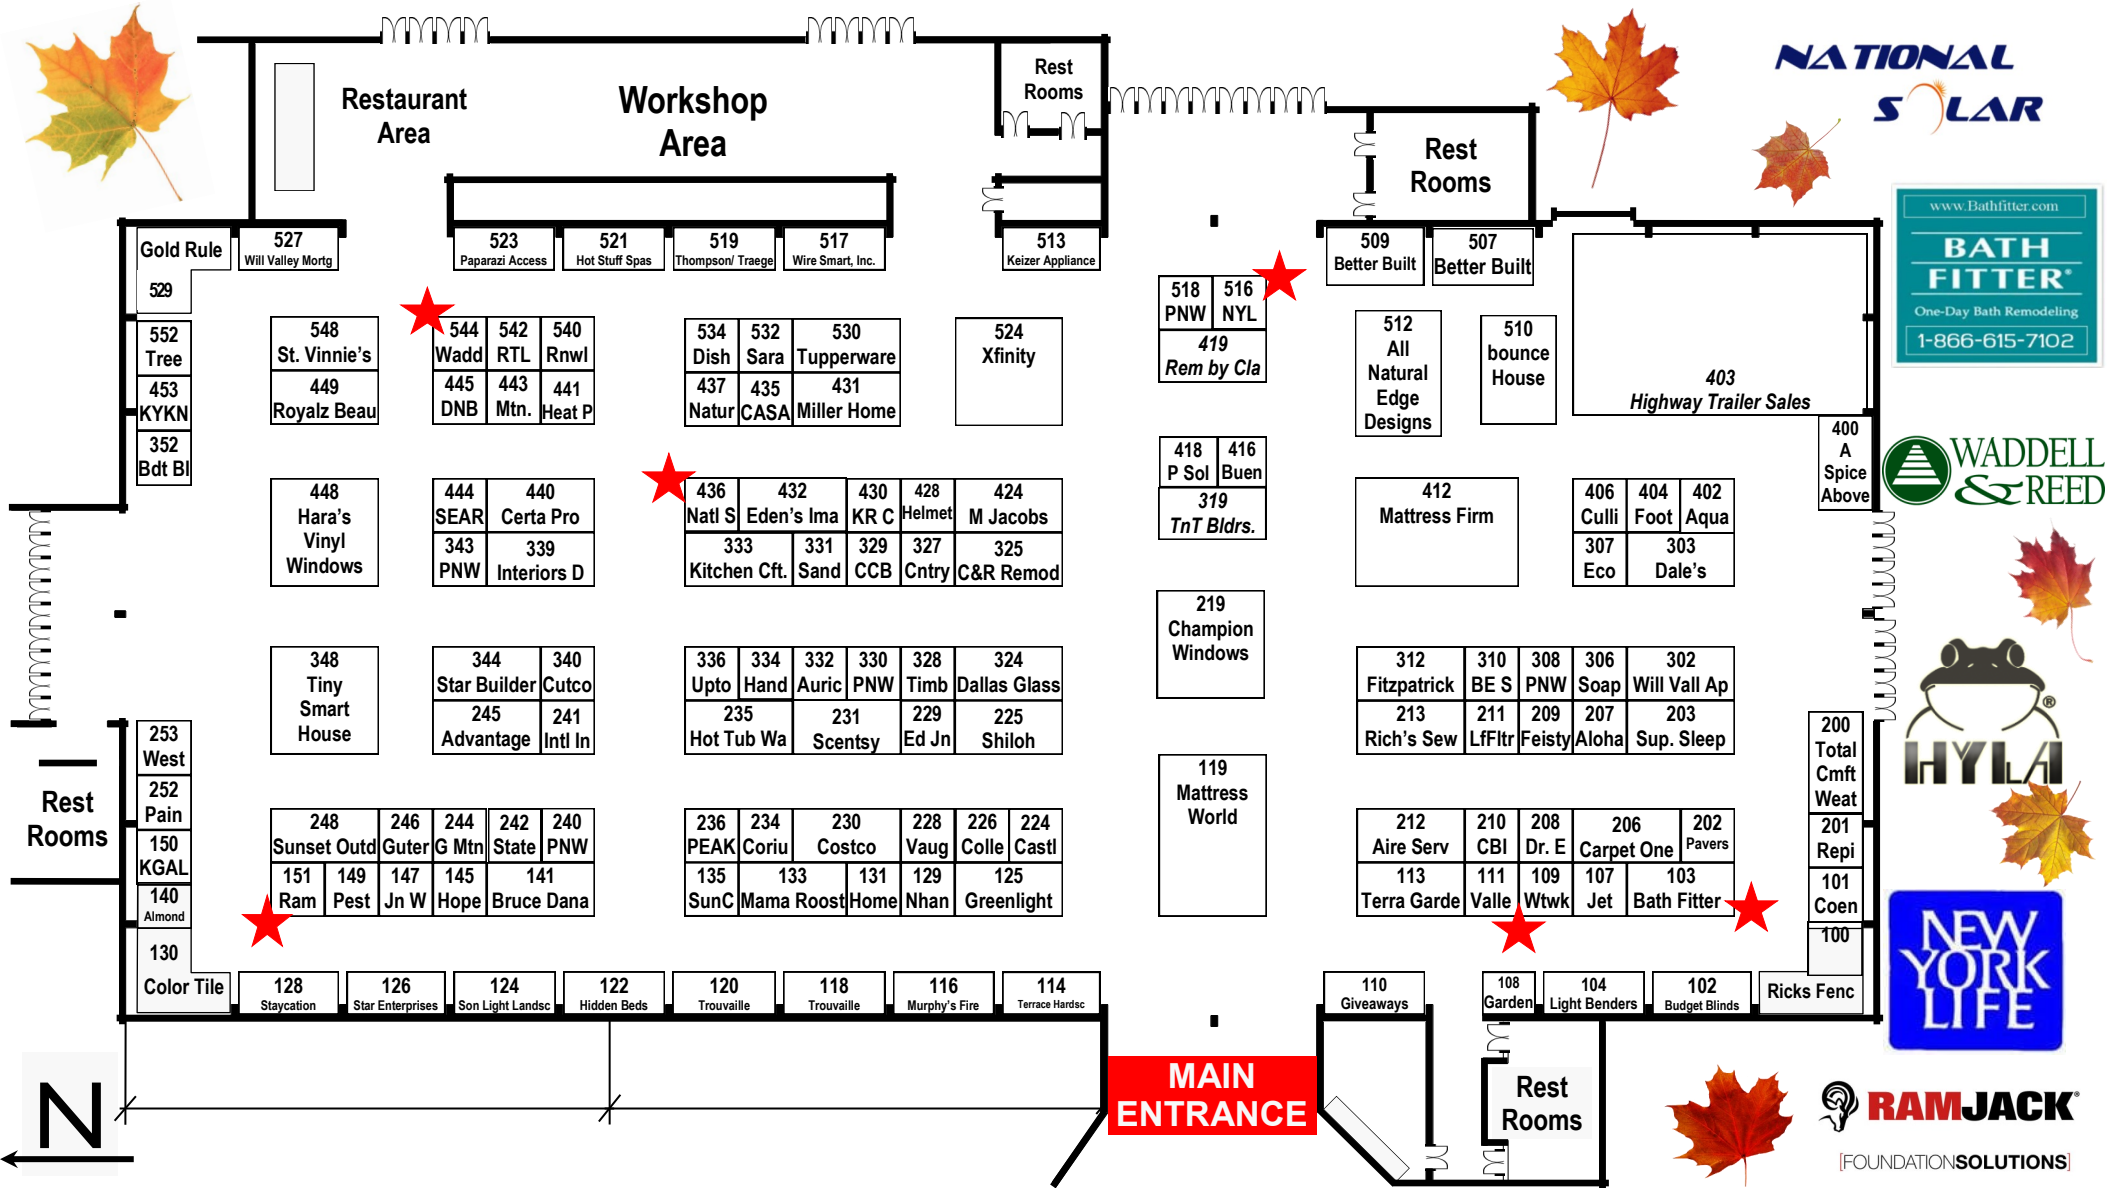 Restaurant
Area
Workshop
Area
Rest
Rooms
Rest
Rooms
NATIONAL
SOLAR
www.Bathfitter.com
BATH
FITTER®
One-Day Bath Remodeling
1-866-615-7102
WADDELL
& REED
HYLA®
NEW
YORK
LIFE
RAMJACK®
[FOUNDATIONSOLUTIONS]
Gold Rule
529
527
Will Valley Mortg
523
Paparazi Access
521
Hot Stuff Spas
519
Thompson/ Traege
517
Wire Smart, Inc.
513
Keizer Appliance
509
Better Built
507
Better Built
552
Tree
453
KYKN
352
Bdt Bl
548
St. Vinnie's
449
Royalz Beau
544
Wadd
542
RTL
540
Rnwl
445
DNB
443
Mtn.
441
Heat P
534
Dish
532
Sara
530
Tupperware
437
Natur
435
CASA
431
Miller Home
524
Xfinity
518
PNW
516
NYL
419
Rem by Cla
512
All
Natural
Edge
Designs
510
bounce
House
403
Highway Trailer Sales
400
A
Spice
Above
448
Hara's
Vinyl
Windows
444
SEAR
440
Certa Pro
343
PNW
339
Interiors D
436
Natl S
432
Eden's Ima
430
KR C
428
Helmet
424
M Jacobs
333
Kitchen Cft.
331
Sand
329
CCB
327
Cntry
325
C&R Remod
418
P Sol
416
Buen
319
TnT Bldrs.
412
Mattress Firm
406
Culli
404
Foot
402
Aqua
307
Eco
303
Dale's
219
Champion
Windows
348
Tiny
Smart
House
344
Star Builder
340
Cutco
245
Advantage
241
Intl In
336
Upto
334
Hand
332
Auric
330
PNW
328
Timb
324
Dallas Glass
235
Hot Tub Wa
231
Scentsy
229
Ed Jn
225
Shiloh
312
Fitzpatrick
310
BE S
308
PNW
306
Soap
302
Will Vall Ap
213
Rich's Sew
211
LfFltr
209
Feisty
207
Aloha
203
Sup. Sleep
253
West
252
Pain
150
KGAL
140
Almond
130
Color Tile
Rest
Rooms
119
Mattress
World
200
Total
Cmft
Weat
201
Repi
101
Coen
100
Ricks Fenc
248
Sunset Outd
246
Guter
244
G Mtn
242
State
240
PNW
151
Ram
149
Pest
147
Jn W
145
Hope
141
Bruce Dana
236
PEAK
234
Coriu
230
Costco
228
Vaug
226
Colle
224
Castl
135
SunC
133
Mama Roost
131
Home
129
Nhan
125
Greenlight
212
Aire Serv
210
CBI
208
Dr. E
206
Carpet One
202
Pavers
113
Terra Garde
111
Valle
109
Wtwk
107
Jet
103
Bath Fitter
128
Staycation
126
Star Enterprises
124
Son Light Landsc
122
Hidden Beds
120
Trouvaille
118
Trouvaille
116
Murphy's Fire
114
Terrace Hardsc
110
Giveaways
108
Garden
104
Light Benders
102
Budget Blinds
N
MAIN
ENTRANCE
Rest
Rooms